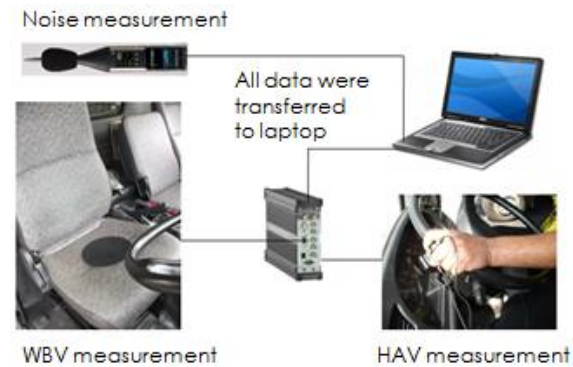 Noise measurement
All data were
transferred
to laptop
WBV measurement
HAV measurement